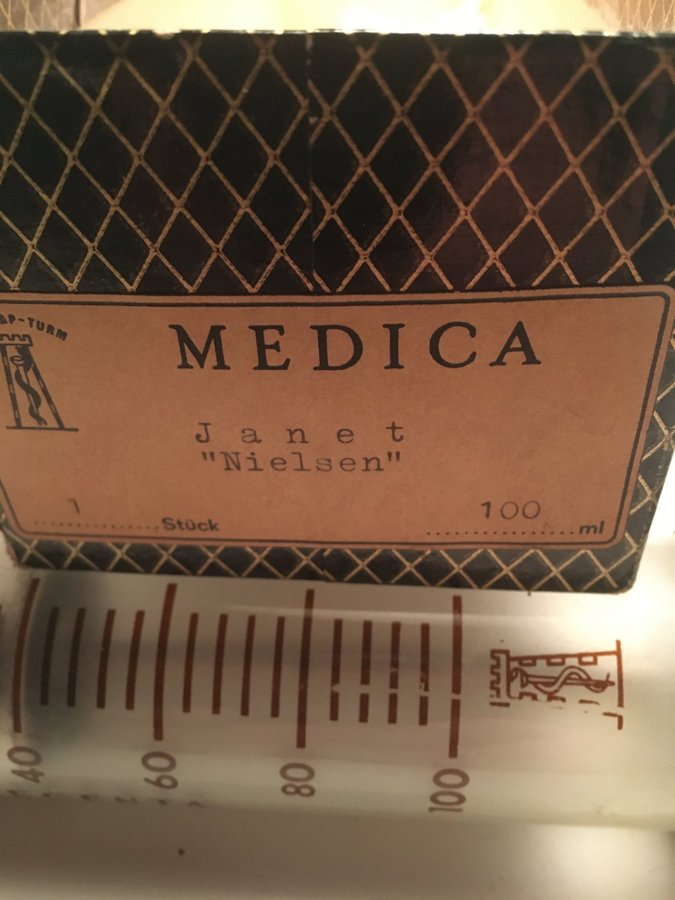 MEDICA
Janet
"Nielsen"
1 Stück
100 ml
40 60 80 100